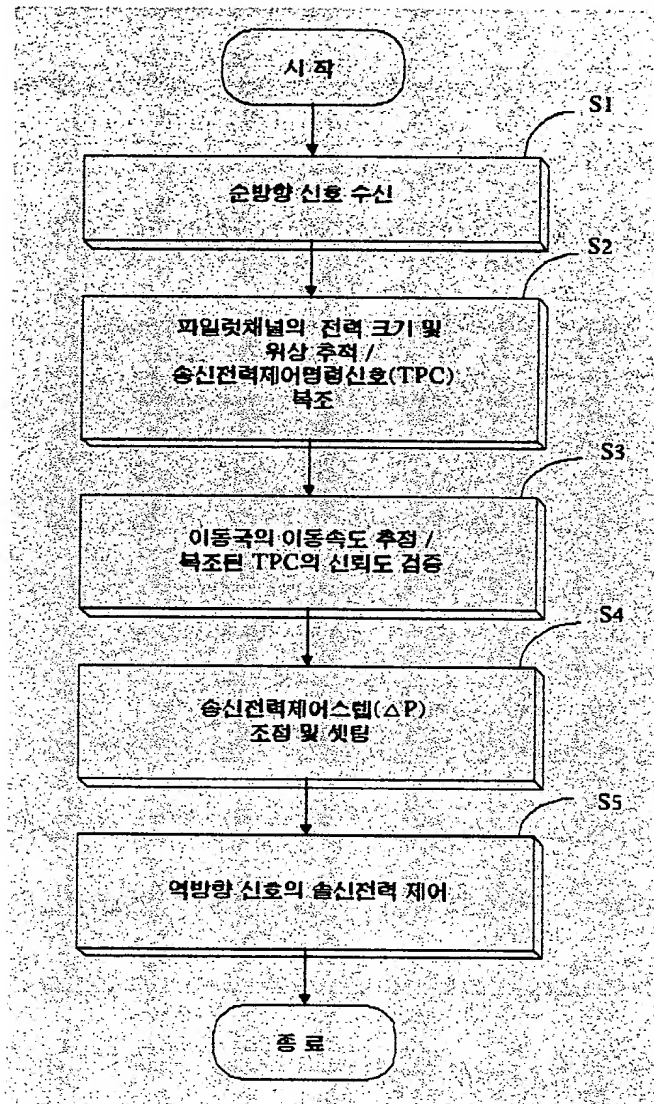 시 작
S1
순방향 신호 수신
S2
파일럿채널의 전력 크기 및
위상 추적 /
송신전력제어명령신호(TPC)
복조
S3
이동국의 이동속도 추정 /
복조된 TPC의 신뢰도 검증
S4
송신전력제어스텝(△P)
조정 및 셋팅
S5
역방향 신호의 송신전력 제어
종 료